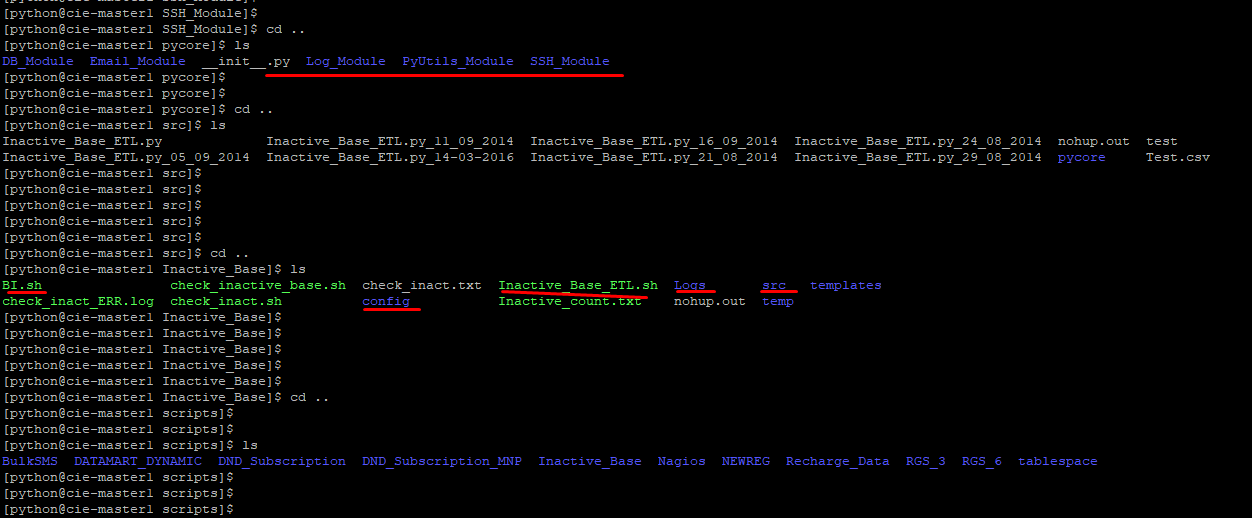 [python@cie-master1 SSH_Module]$
[python@cie-master1 SSH_Module]$ cd ..
[python@cie-master1 pycore]$ ls
DB_Module  Email_Module  __init__.py  Log_Module  PyUtils_Module  SSH_Module
[python@cie-master1 pycore]$
[python@cie-master1 pycore]$
[python@cie-master1 pycore]$ cd ..
[python@cie-master1 src]$ ls
Inactive_Base_ETL.py             Inactive_Base_ETL.py_11_09_2014  Inactive_Base_ETL.py_16_09_2014  Inactive_Base_ETL.py_24_08_2014  nohup.out  test
Inactive_Base_ETL.py_05_09_2014  Inactive_Base_ETL.py_14-03-2016  Inactive_Base_ETL.py_21_08_2014  Inactive_Base_ETL.py_29_08_2014  pycore     Test.csv
[python@cie-master1 src]$
[python@cie-master1 src]$
[python@cie-master1 src]$
[python@cie-master1 src]$
[python@cie-master1 src]$
[python@cie-master1 src]$ cd ..
[python@cie-master1 Inactive_Base]$ ls
BI.sh                check_inactive_base.sh  check_inact.txt  Inactive_Base_ETL.sh  Logs       src   templates
check_inact_ERR.log  check_inact.sh          config           Inactive_count.txt    nohup.out  temp
[python@cie-master1 Inactive_Base]$
[python@cie-master1 Inactive_Base]$
[python@cie-master1 Inactive_Base]$
[python@cie-master1 Inactive_Base]$
[python@cie-master1 Inactive_Base]$
[python@cie-master1 Inactive_Base]$ cd ..
[python@cie-master1 scripts]$
[python@cie-master1 scripts]$
[python@cie-master1 scripts]$ ls
BulkSMS  DATAMART_DYNAMIC  DND_Subscription  DND_Subscription_MNP  Inactive_Base  Nagios  NEWREG  Recharge_Data  RGS_3  RGS_6  tablespace
[python@cie-master1 scripts]$
[python@cie-master1 scripts]$
[python@cie-master1 scripts]$